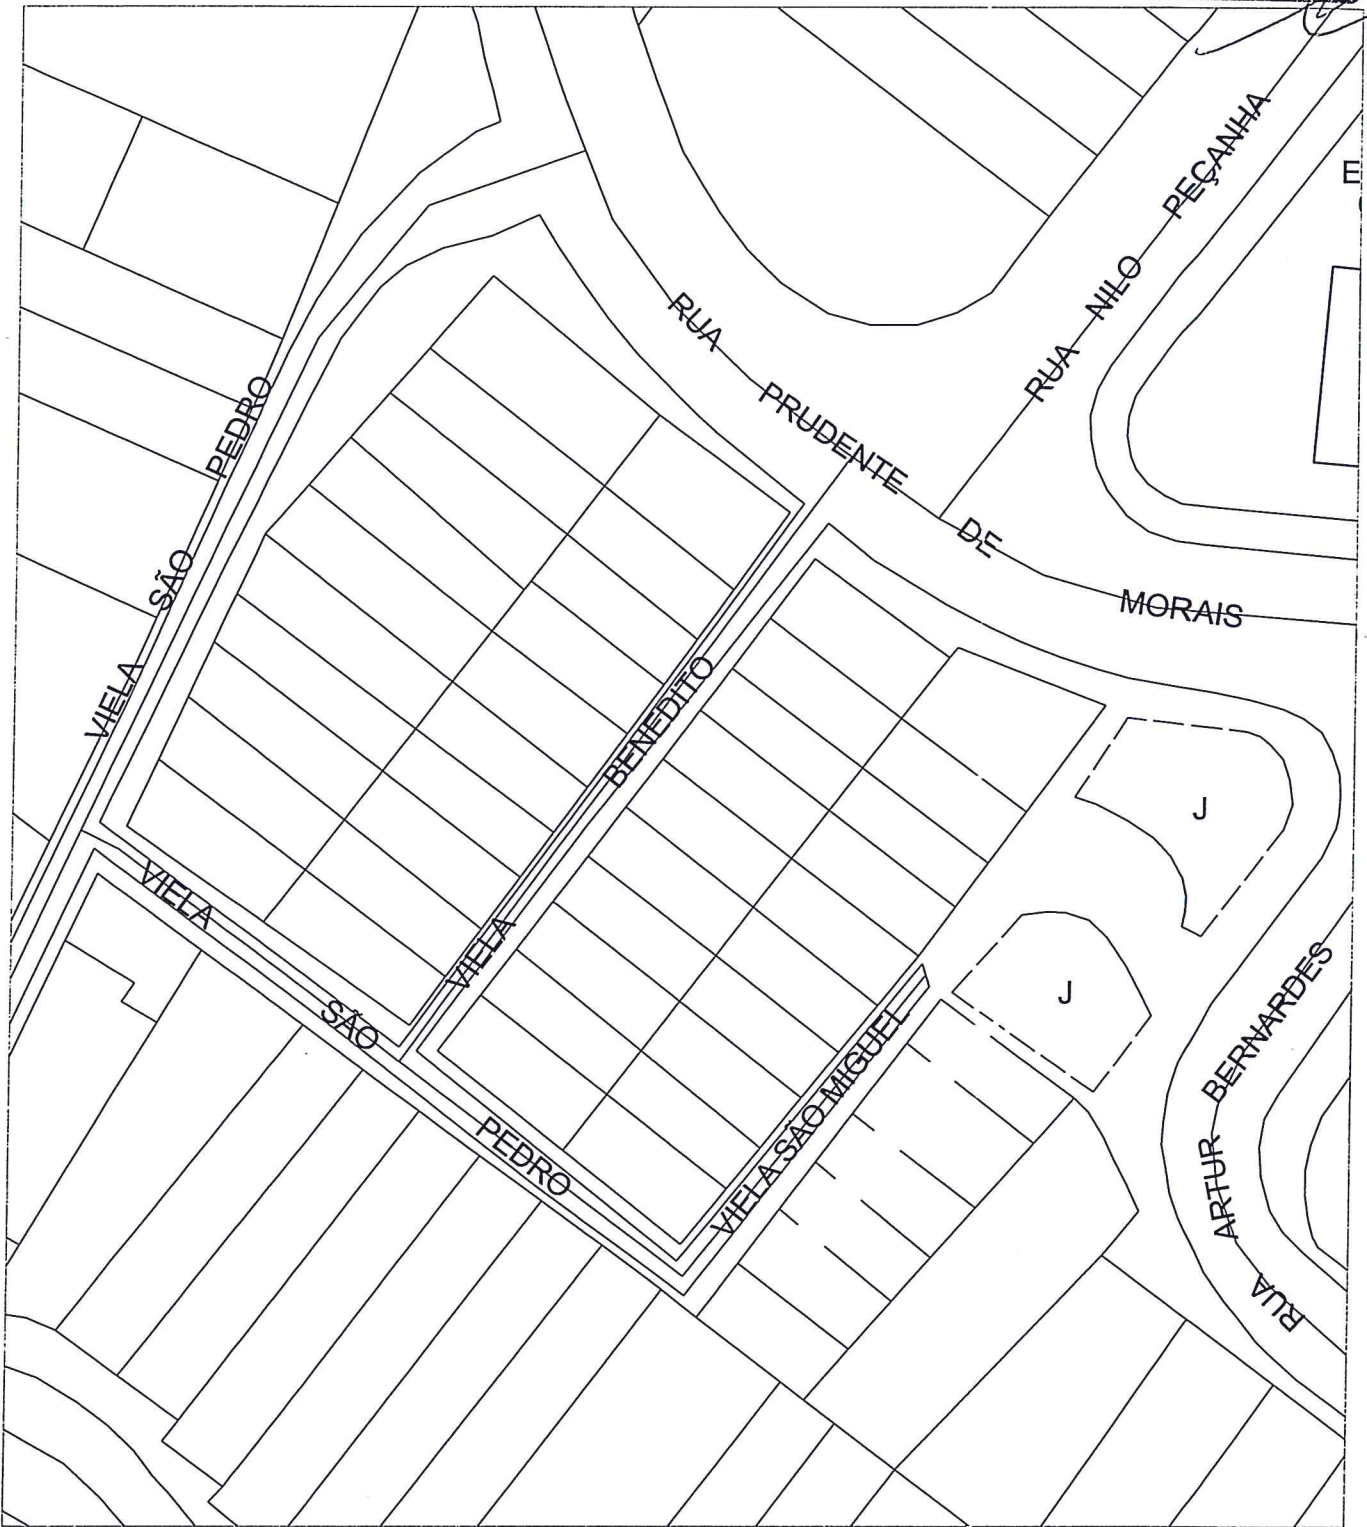 RUA NILO PEÇANHA
E
RUA PRUDENTE DE MORAIS
VIELA SÃO PEDRO
VIELA BENEDITO
J
J
VIELA SÃO PEDRO
VIELA SÃO MIGUEL
RUA ARTUR BERNARDES